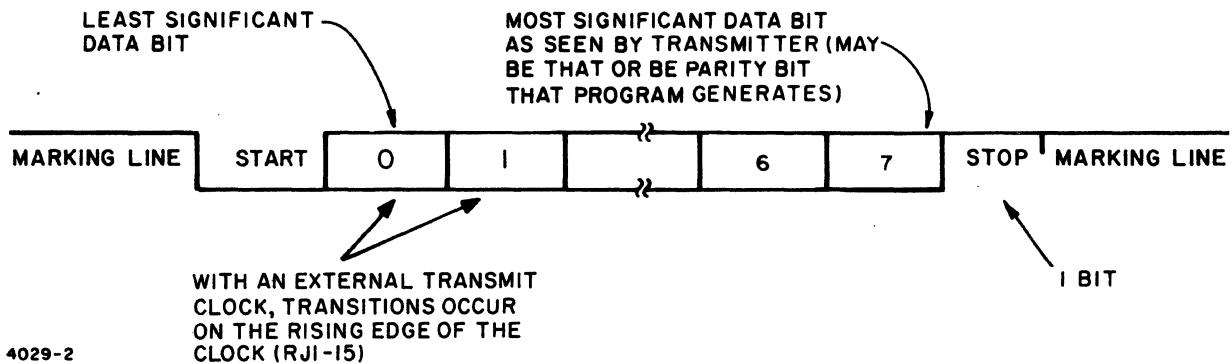 LEAST SIGNIFICANT
DATA BIT
MOST SIGNIFICANT DATA BIT
AS SEEN BY TRANSMITTER (MAY
BE THAT OR BE PARITY BIT
THAT PROGRAM GENERATES)
MARKING LINE START 0 1 6 7 STOP MARKING LINE
WITH AN EXTERNAL TRANSMIT
CLOCK, TRANSITIONS OCCUR
ON THE RISING EDGE OF THE
CLOCK (RJ1-15)
1 BIT
4029-2